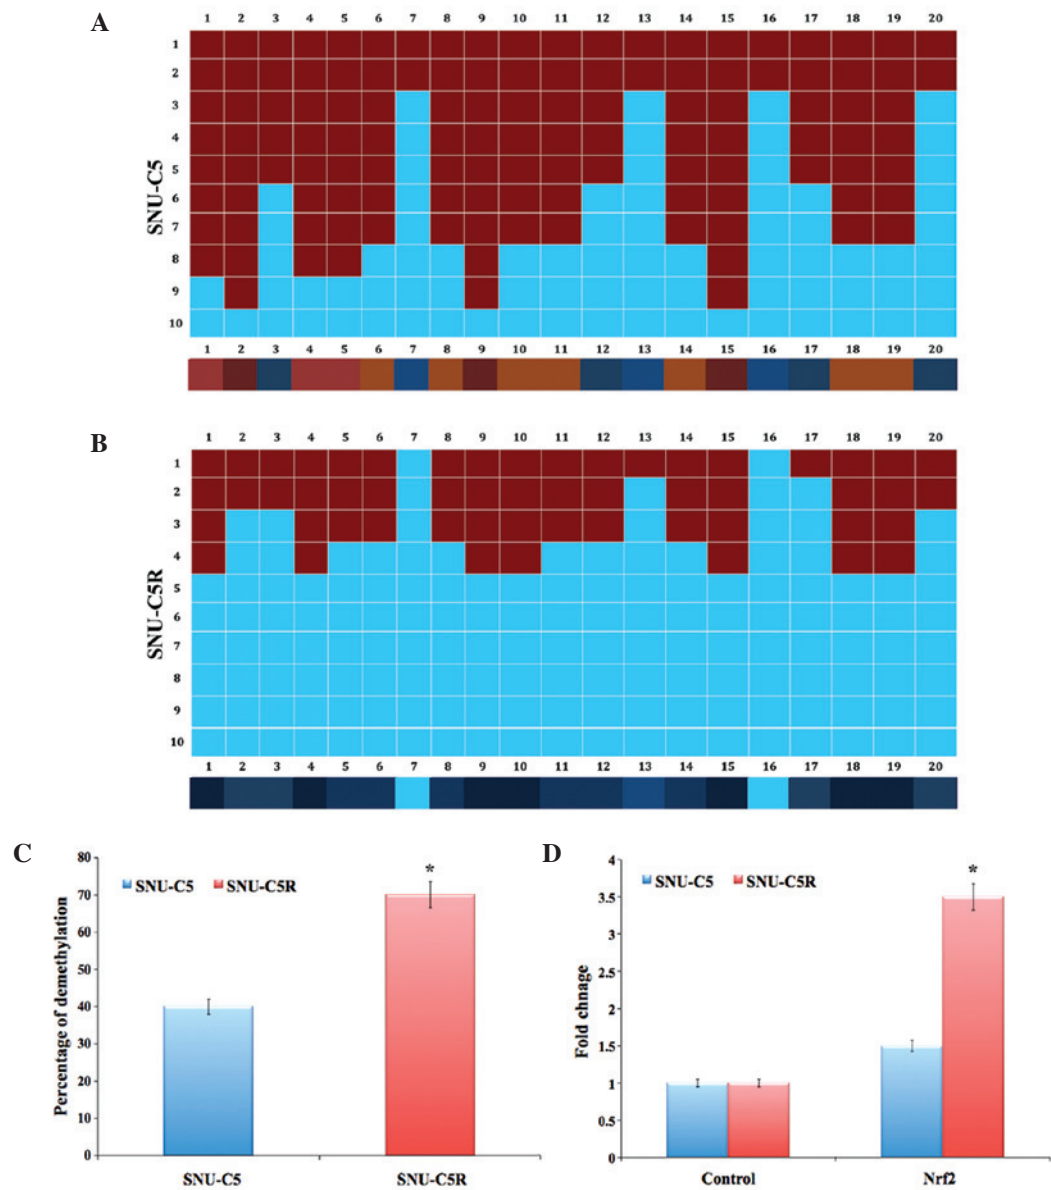 A
1 2 3 4 5 6 7 8 9 10 11 12 13 14 15 16 17 18 19 20
SNU-C5
1
2
3
4
5
6
7
8
9
10
1 2 3 4 5 6 7 8 9 10 11 12 13 14 15 16 17 18 19 20
B
1 2 3 4 5 6 7 8 9 10 11 12 13 14 15 16 17 18 19 20
SNU-C5R
1
2
3
4
5
6
7
8
9
10
1 2 3 4 5 6 7 8 9 10 11 12 13 14 15 16 17 18 19 20
C
Percentage of demethylation
80
70
60
50
40
30
20
10
0
SNU-C5 SNU-C5R
*
SNU-C5 SNU-C5R
D
Fold chnage
4
3.5
3
2.5
2
1.5
1
0.5
0
SNU-C5 SNU-C5R
*
Control Nrf2